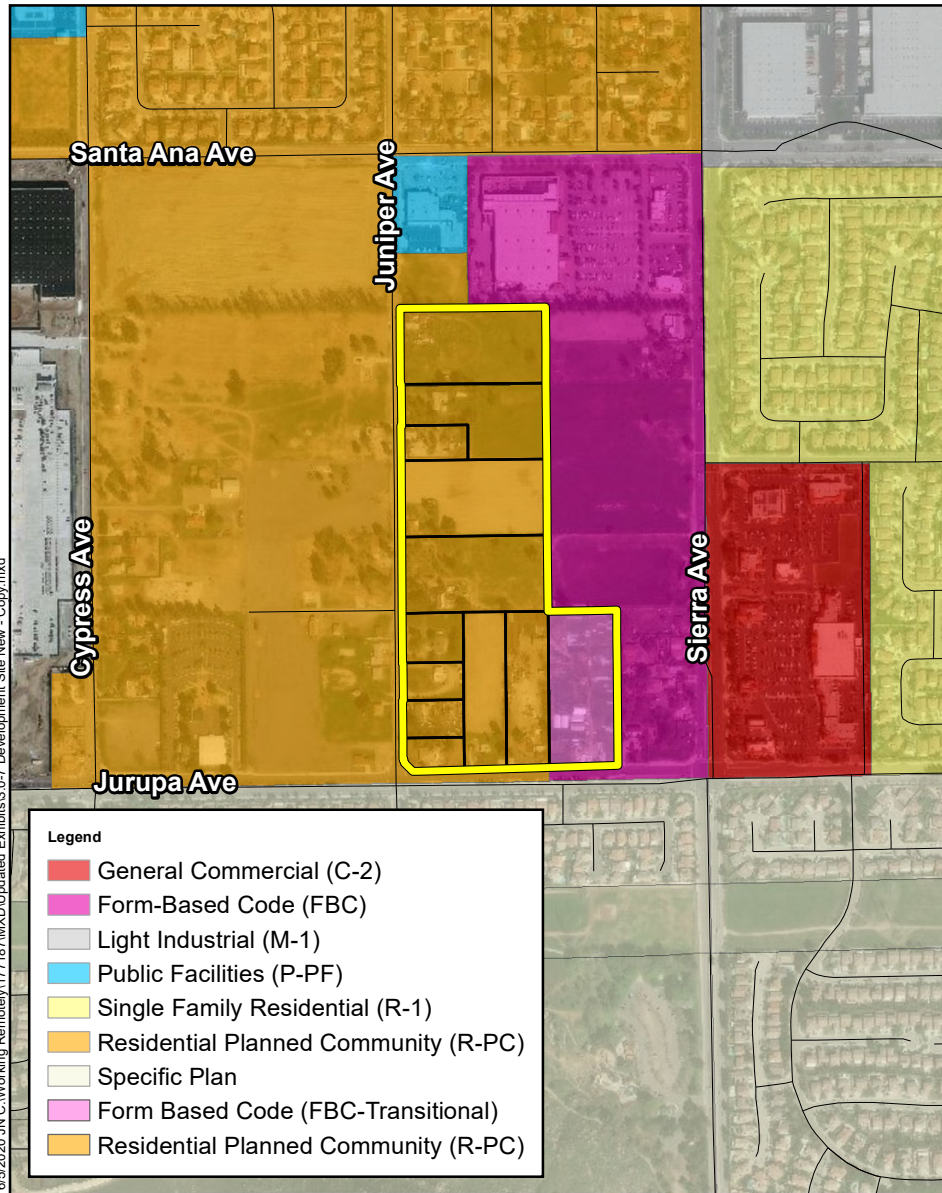 Santa Ana Ave
Juniper Ave
Cypress Ave
Sierra Ave
Jurupa Ave
Legend
General Commercial (C-2)
Form-Based Code (FBC)
Light Industrial (M-1)
Public Facilities (P-PF)
Single Family Residential (R-1)
Residential Planned Community (R-PC)
Specific Plan
Form Based Code (FBC-Transitional)
Residential Planned Community (R-PC)